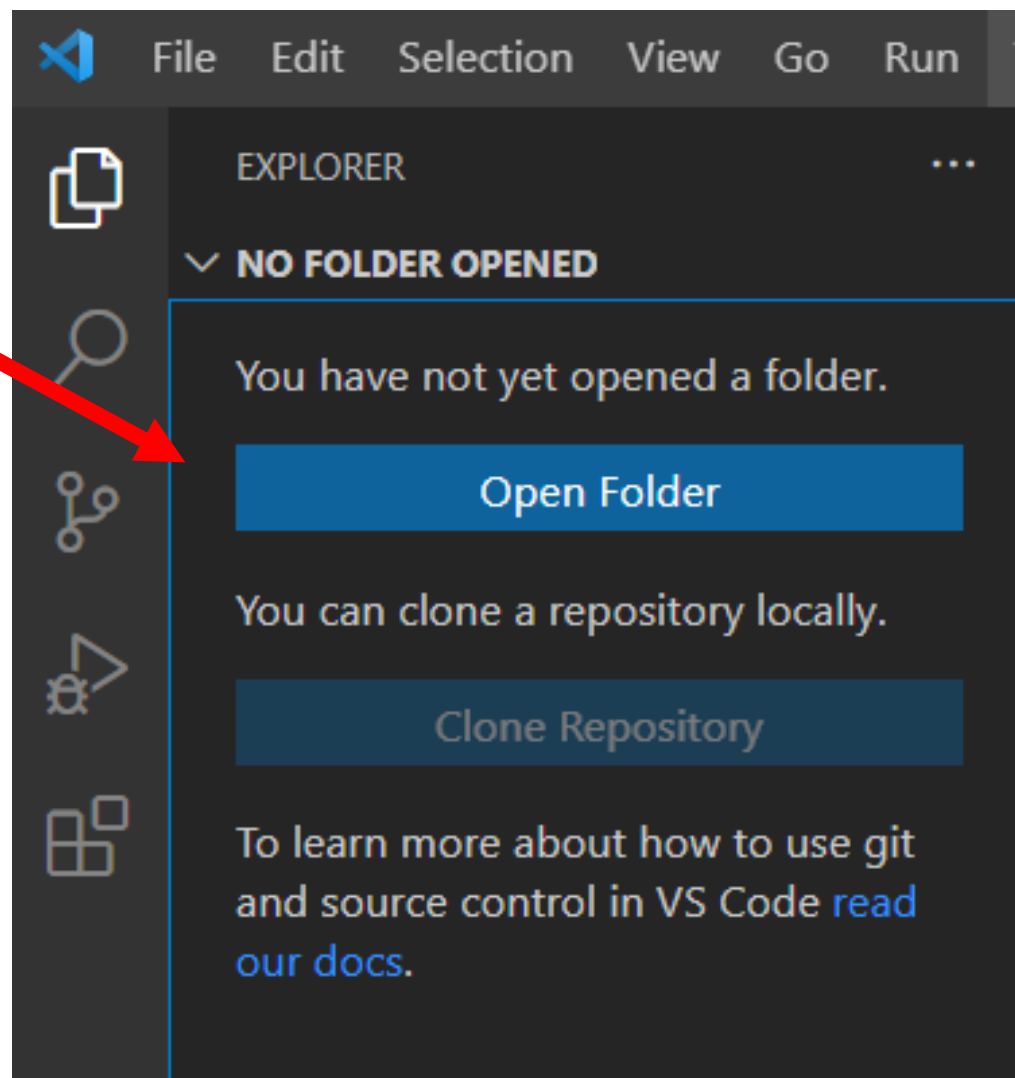 File Edit Selection View Go Run
EXPLORER ...
NO FOLDER OPENED
You have not yet opened a folder.
Open Folder
You can clone a repository locally.
Clone Repository
To learn more about how to use git
and source control in VS Code read
our docs.